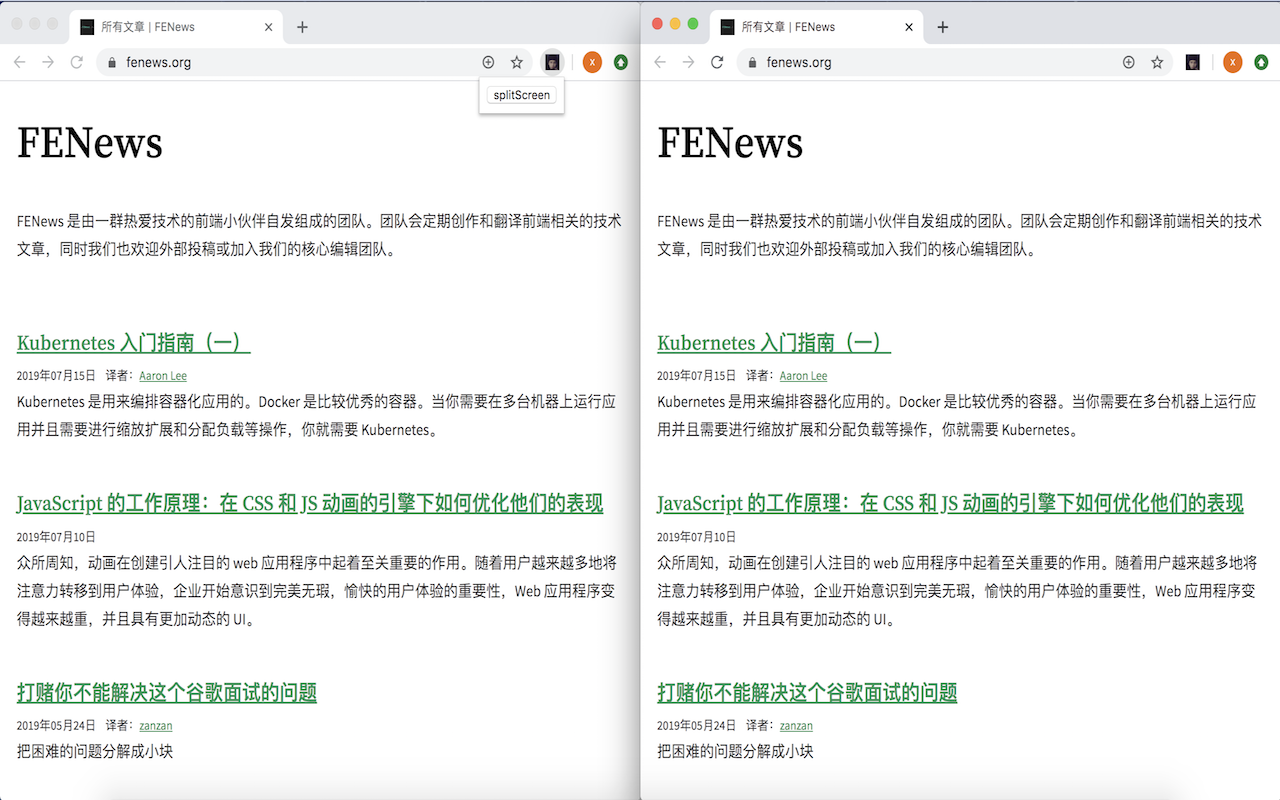 所有文章 | FENews
fenews.org
X
splitScreen
FENews
FENews 是由一群热爱技术的前端小伙伴自发组成的团队。团队会定期创作和翻译前端相关的技术
文章，同时我们也欢迎外部投稿或加入我们的核心编辑团队。
Kubernetes 入门指南（一）
2019年07月15日 译者：Aaron Lee
Kubernetes 是用来编排容器化应用的。Docker 是比较优秀的容器。当你需要在多台机器上运行应
用并且需要进行缩放扩展和分配负载等操作，你就需要 Kubernetes。
JavaScript 的工作原理：在 CSS 和 JS 动画的引擎下如何优化他们的表现
2019年07月10日
众所周知，动画在创建引人注目的 web 应用程序中起着至关重要的作用。随着用户越来越多地将
注意力转移到用户体验，企业开始意识到完美无瑕，愉快的用户体验的重要性，Web 应用程序变
得越来越重，并且具有更加动态的 UI。
打赌你不能解决这个谷歌面试的问题
2019年05月24日 译者：zanzan
把困难的问题分解成小块
所有文章 | FENews
fenews.org
X
FENews
FENews 是由一群热爱技术的前端小伙伴自发组成的团队。团队会定期创作和翻译前端相关的技术
文章，同时我们也欢迎外部投稿或加入我们的核心编辑团队。
Kubernetes 入门指南（一）
2019年07月15日 译者：Aaron Lee
Kubernetes 是用来编排容器化应用的。Docker 是比较优秀的容器。当你需要在多台机器上运行应
用并且需要进行缩放扩展和分配负载等操作，你就需要 Kubernetes。
JavaScript 的工作原理：在 CSS 和 JS 动画的引擎下如何优化他们的表现
2019年07月10日
众所周知，动画在创建引人注目的 web 应用程序中起着至关重要的作用。随着用户越来越多地将
注意力转移到用户体验，企业开始意识到完美无瑕，愉快的用户体验的重要性，Web 应用程序变
得越来越重，并且具有更加动态的 UI。
打赌你不能解决这个谷歌面试的问题
2019年05月24日 译者：zanzan
把困难的问题分解成小块